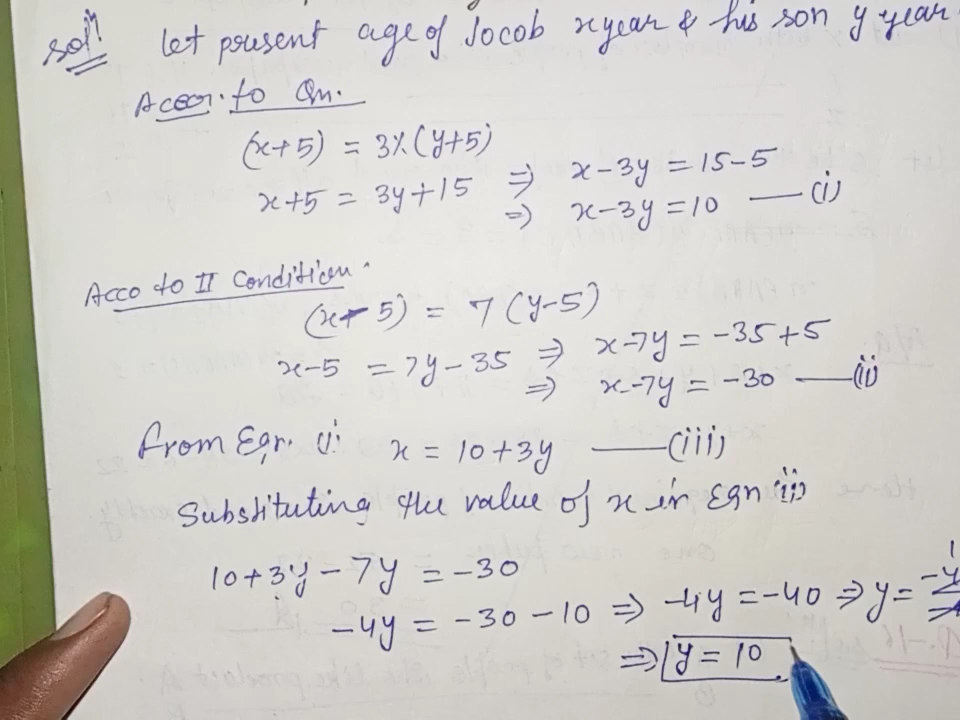 Soln Let present age of Jocob x year & his son y year
Accor. to Qn.
(x+5) = 3×(y+5)
x+5 = 3y+15 ⇒ x-3y = 15-5
⇒ x-3y = 10 — (i)
Acco to II Condition.
(x-5) = 7 (y-5)
x-5 = 7y-35 ⇒ x-7y = -35+5
⇒ x-7y = -30 — (ii)
From Eqn. (i) x = 10+3y — (iii)
Substituting the value of x in Eqn (ii)
10+3y-7y = -30
-4y = -30-10 ⇒ -4y = -40 ⇒ y =
⇒ y = 10